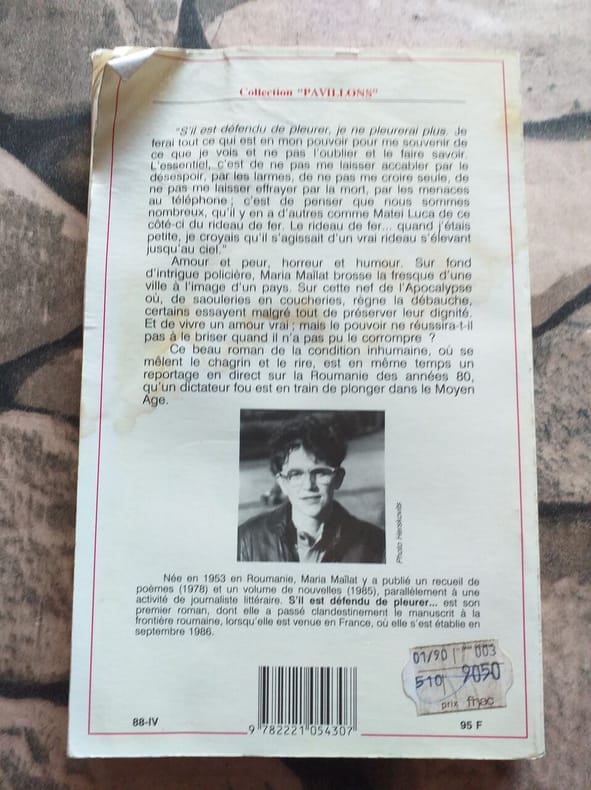 Collection "PAVILLONS"
"S'il est défendu de pleurer, je ne pleurerai plus. Je
ferai tout ce qui est en mon pouvoir pour me souvenir de
ce que je vois et ne pas l'oublier et le faire savoir.
L'essentiel, c'est de ne pas me laisser accabler par le
désespoir, par les larmes, de ne pas me croire seule, de
ne pas me laisser effrayer par la mort, par les menaces
au téléphone ; c'est de penser que nous sommes
nombreux, qu'il y en a d'autres comme Matei Luca de ce
côté-ci du rideau de fer. Le rideau de fer... quand j'étais
petite, je croyais qu'il s'agissait d'un vrai rideau s'élevant
jusqu'au ciel."
Amour et peur, horreur et humour. Sur fond
d'intrigue policière, Maria Maïlat brosse la fresque d'une
ville à l'image d'un pays. Sur cette nef de l'Apocalypse
où, de saouleries en coucheries, règne la débauche,
certains essayent malgré tout de préserver leur dignité.
Et de vivre un amour vrai ; mais le pouvoir ne réussira-t-il
pas à le briser quand il n'a pas pu le corrompre ?
Ce beau roman de la condition inhumaine, où se
mêlent le chagrin et le rire, est en même temps un
reportage en direct sur la Roumanie des années 80,
qu'un dictateur fou est en train de plonger dans le Moyen
Age.
Photo Herskovits
Née en 1953 en Roumanie, Maria Maïlat y a publié un recueil de
poèmes (1978) et un volume de nouvelles (1985), parallèlement à une
activité de journaliste littéraire. S'il est défendu de pleurer... est son
premier roman, dont elle a passé clandestinement le manuscrit à la
frontière roumaine, lorsqu'elle est venue en France, où elle s'est établie en
septembre 1986.
01/90 003
510 9050
prix fnac
88-IV
9 782221 054307
95 F